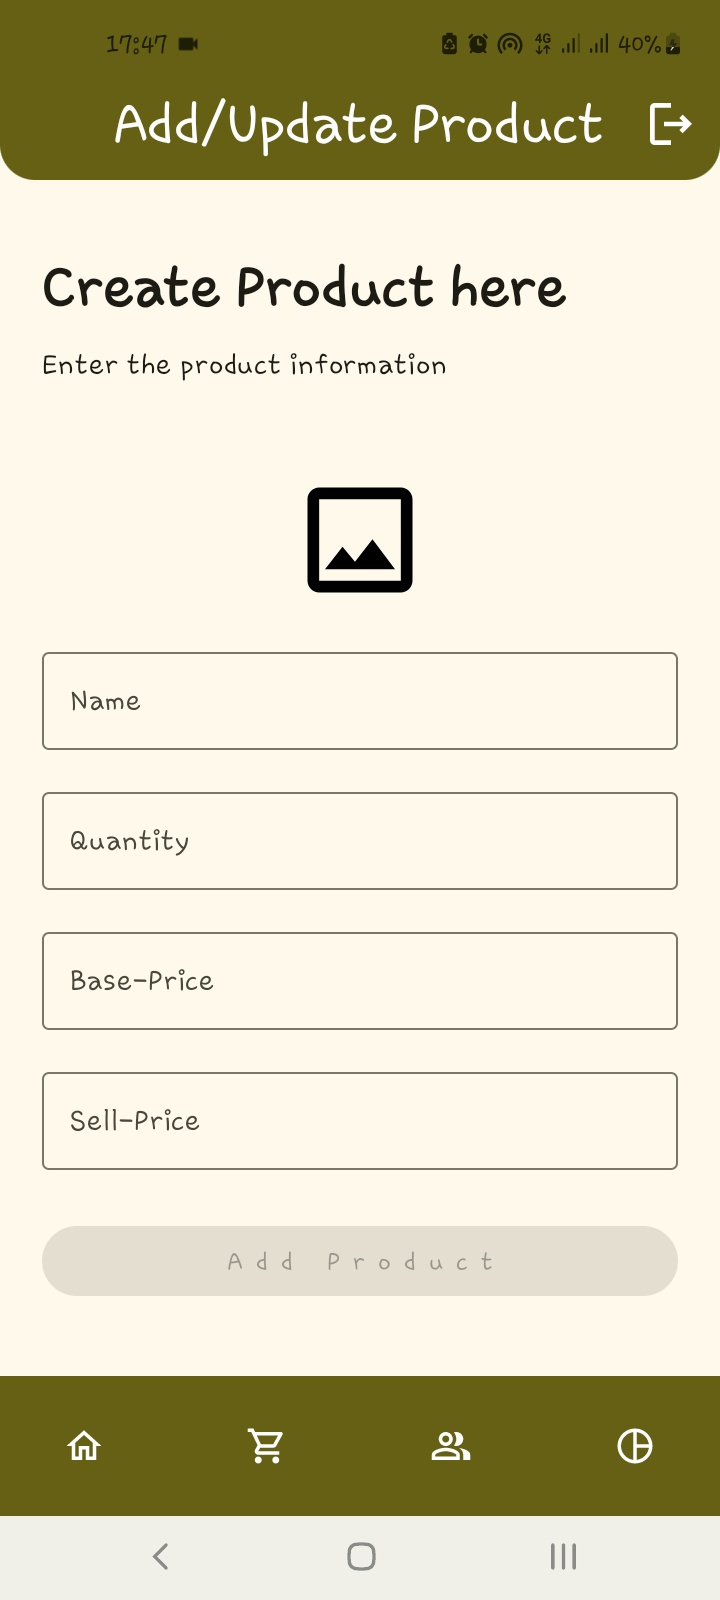 17:47 4G 40%
Add/Update Product
Create Product here
Enter the product information
Name
Quantity
Base-Price
Sell-Price
Add Product